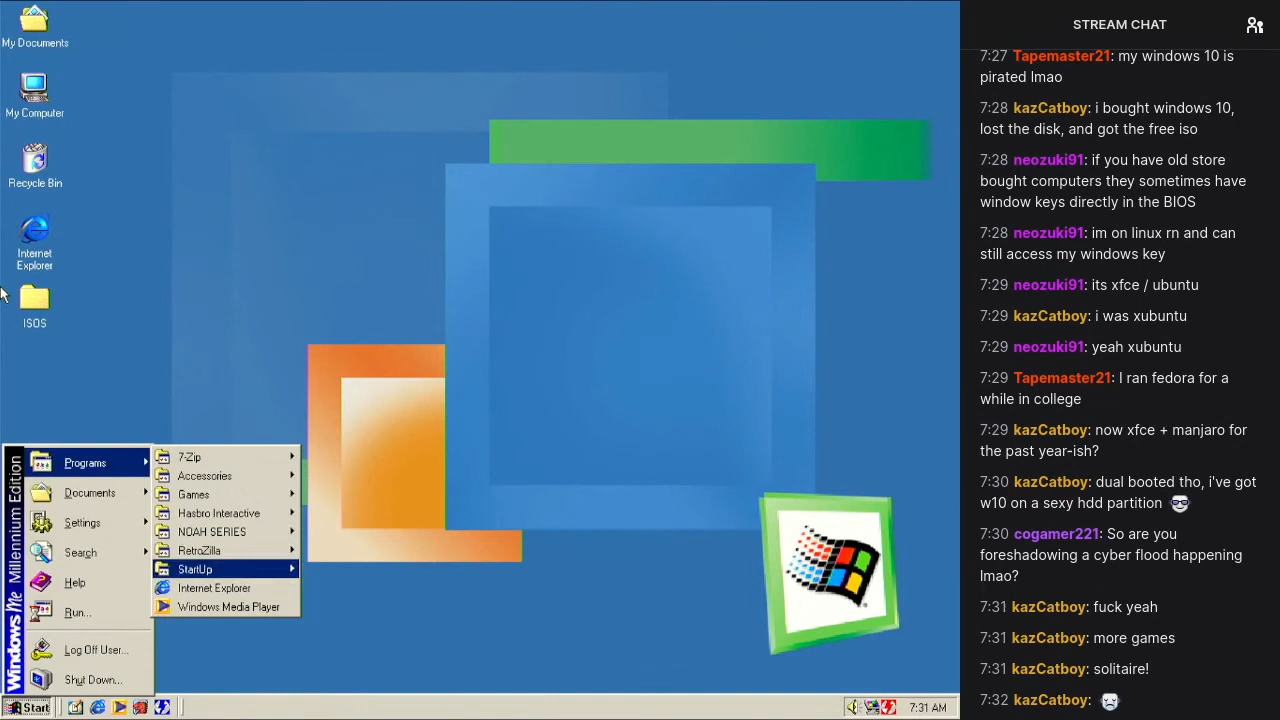 My Documents
My Computer
Recycle Bin
Internet
Explorer
ISOS
Windows Me Millennium Edition
Programs
Documents
Settings
Search
Help
Run...
Log Off User...
Shut Down...
7-Zip
Accessories
Games
Hasbro Interactive
NOAH SERIES
RetroZilla
StartUp
Internet Explorer
Windows Media Player
Start
7:31 AM
STREAM CHAT
7:27 Tapemaster21: my windows 10 is
pirated lmao
7:28 kazCatboy: i bought windows 10,
lost the disk, and got the free iso
7:28 neozuki91: if you have old store
bought computers they sometimes have
window keys directly in the BIOS
7:28 neozuki91: im on linux rn and can
still access my windows key
7:29 neozuki91: its xfce / ubuntu
7:29 kazCatboy: i was xubuntu
7:29 neozuki91: yeah xubuntu
7:29 Tapemaster21: I ran fedora for a
while in college
7:29 kazCatboy: now xfce + manjaro for
the past year-ish?
7:30 kazCatboy: dual booted tho, i've got
w10 on a sexy hdd partition
7:30 cogamer221: So are you
foreshadowing a cyber flood happening
lmao?
7:31 kazCatboy: fuck yeah
7:31 kazCatboy: more games
7:31 kazCatboy: solitaire!
7:32 kazCatboy: